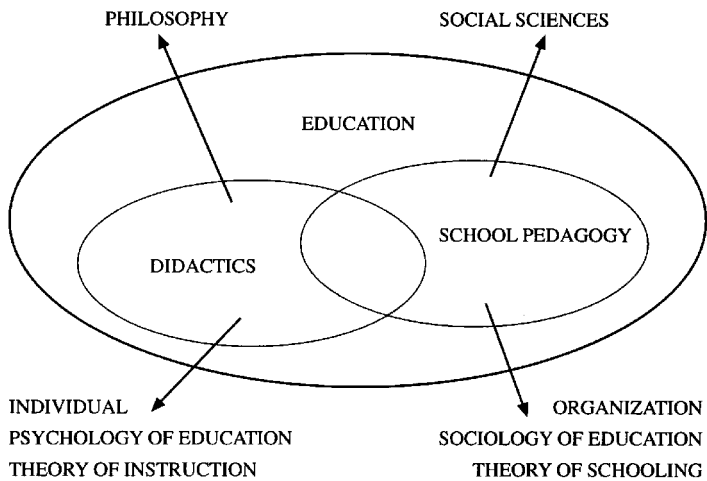 PHILOSOPHY
SOCIAL SCIENCES
EDUCATION
SCHOOL PEDAGOGY
DIDACTICS
INDIVIDUAL
PSYCHOLOGY OF EDUCATION
THEORY OF INSTRUCTION
ORGANIZATION
SOCIOLOGY OF EDUCATION
THEORY OF SCHOOLING